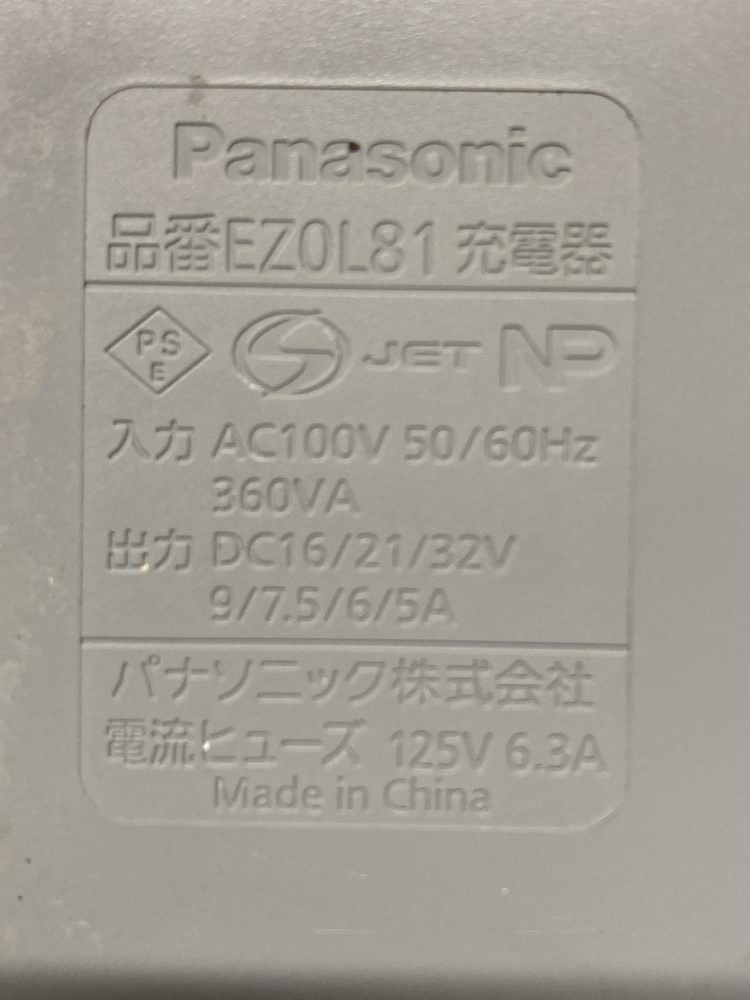 Panasonic
品番EZ0L81 充電器
PS
E
JET NP
入力 AC100V 50/60Hz
360VA
出力 DC16/21/32V
9/7.5/6/5A
パナソニック株式会社
電流ヒューズ 125V 6.3A
Made in China